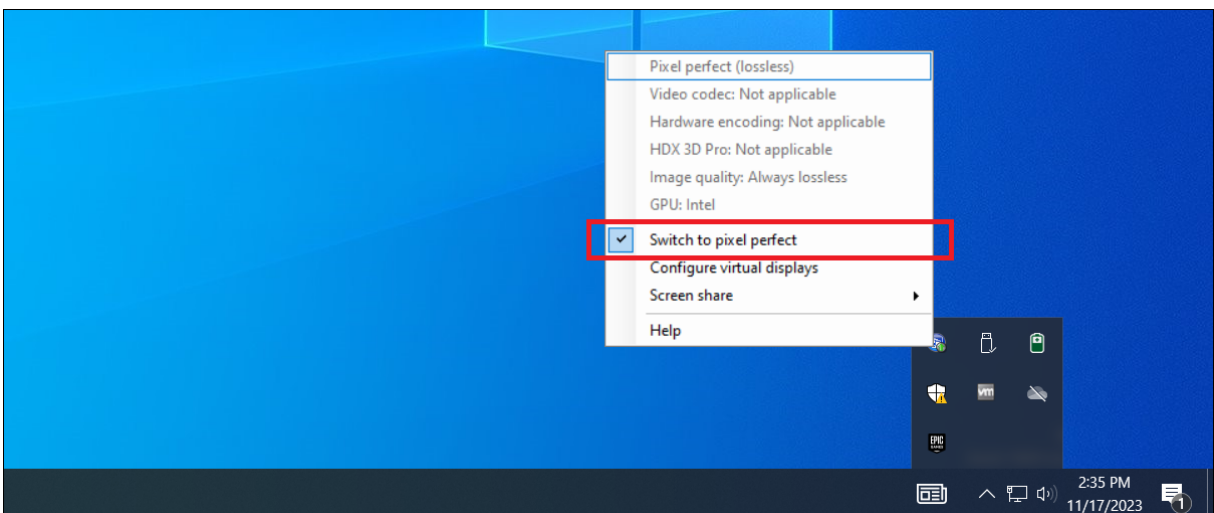 Pixel perfect (lossless)
Video codec: Not applicable
Hardware encoding: Not applicable
HDX 3D Pro: Not applicable
Image quality: Always lossless
GPU: Intel
Switch to pixel perfect
Configure virtual displays
Screen share
Help
vm
EPIC
GAMES
2:35 PM
11/17/2023
1